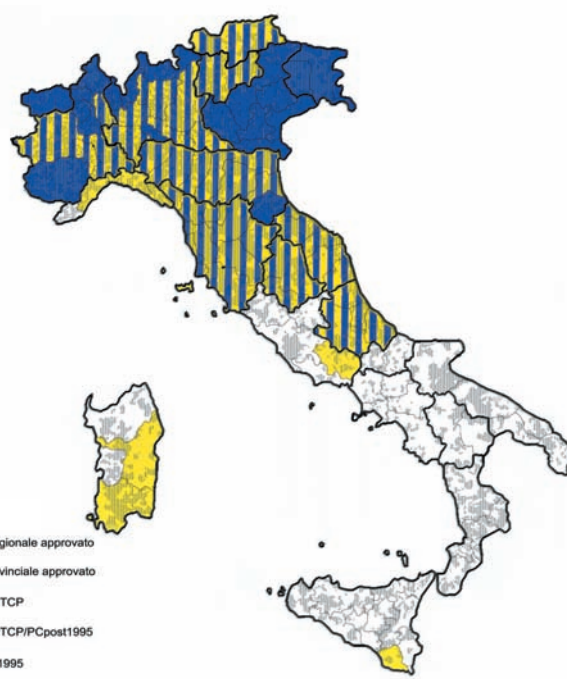 gionale approvato
vinciale approvato
TCP
TCP/PCpost1995
1995